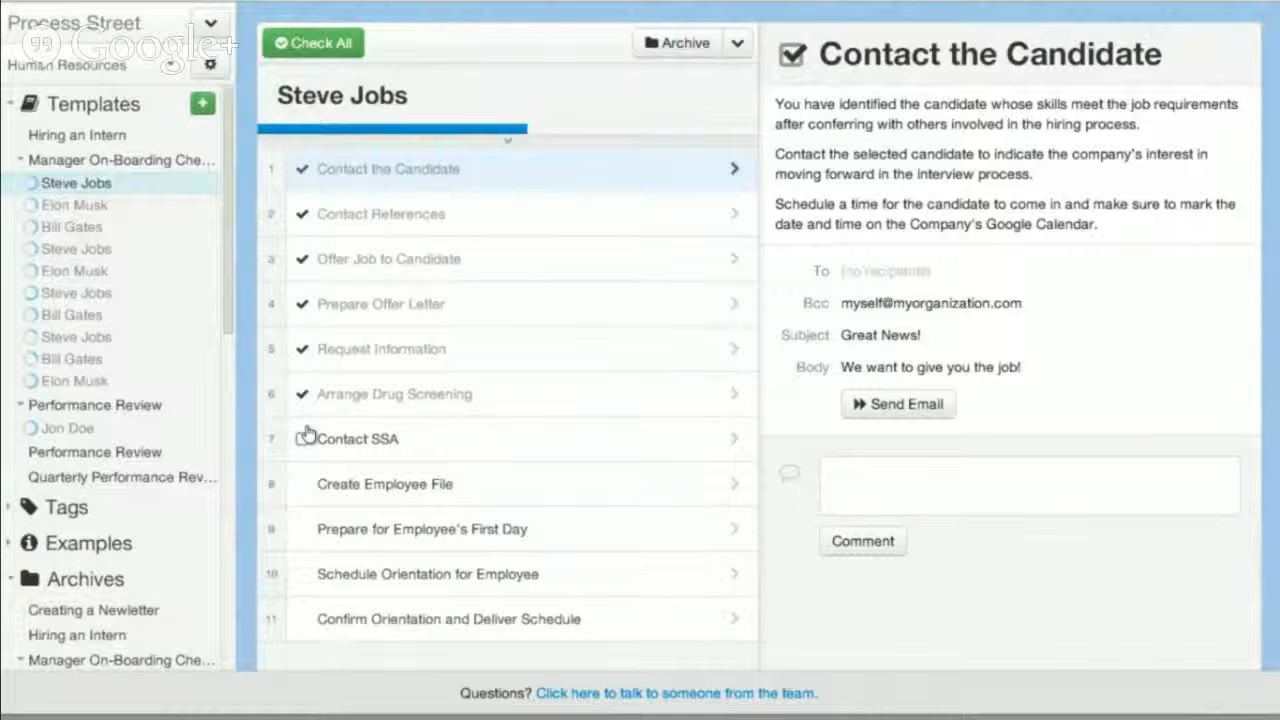 Process Street
Google+
Human Resources
Templates
Hiring an Intern
Manager On-Boarding Che...
Steve Jobs
Elon Musk
Bill Gates
Steve Jobs
Elon Musk
Steve Jobs
Bill Gates
Steve Jobs
Bill Gates
Elon Musk
Performance Review
Jon Doe
Performance Review
Quarterly Performance Rev...
Tags
Examples
Archives
Creating a Newletter
Hiring an Intern
Manager On-Boarding Che...
Check All
Archive
Steve Jobs
1 Contact the Candidate
2 Contact References
3 Offer Job to Candidate
4 Prepare Offer Letter
5 Request Information
6 Arrange Drug Screening
7 Contact SSA
8 Create Employee File
9 Prepare for Employee's First Day
10 Schedule Orientation for Employee
11 Confirm Orientation and Deliver Schedule
Contact the Candidate
You have identified the candidate whose skills meet the job requirements
after conferring with others involved in the hiring process.
Contact the selected candidate to indicate the company's interest in
moving forward in the interview process.
Schedule a time for the candidate to come in and make sure to mark the
date and time on the Company's Google Calendar.
To (no recipients)
Bcc myself@myorganization.com
Subject Great News!
Body We want to give you the job!
Send Email
Comment
Questions? Click here to talk to someone from the team.